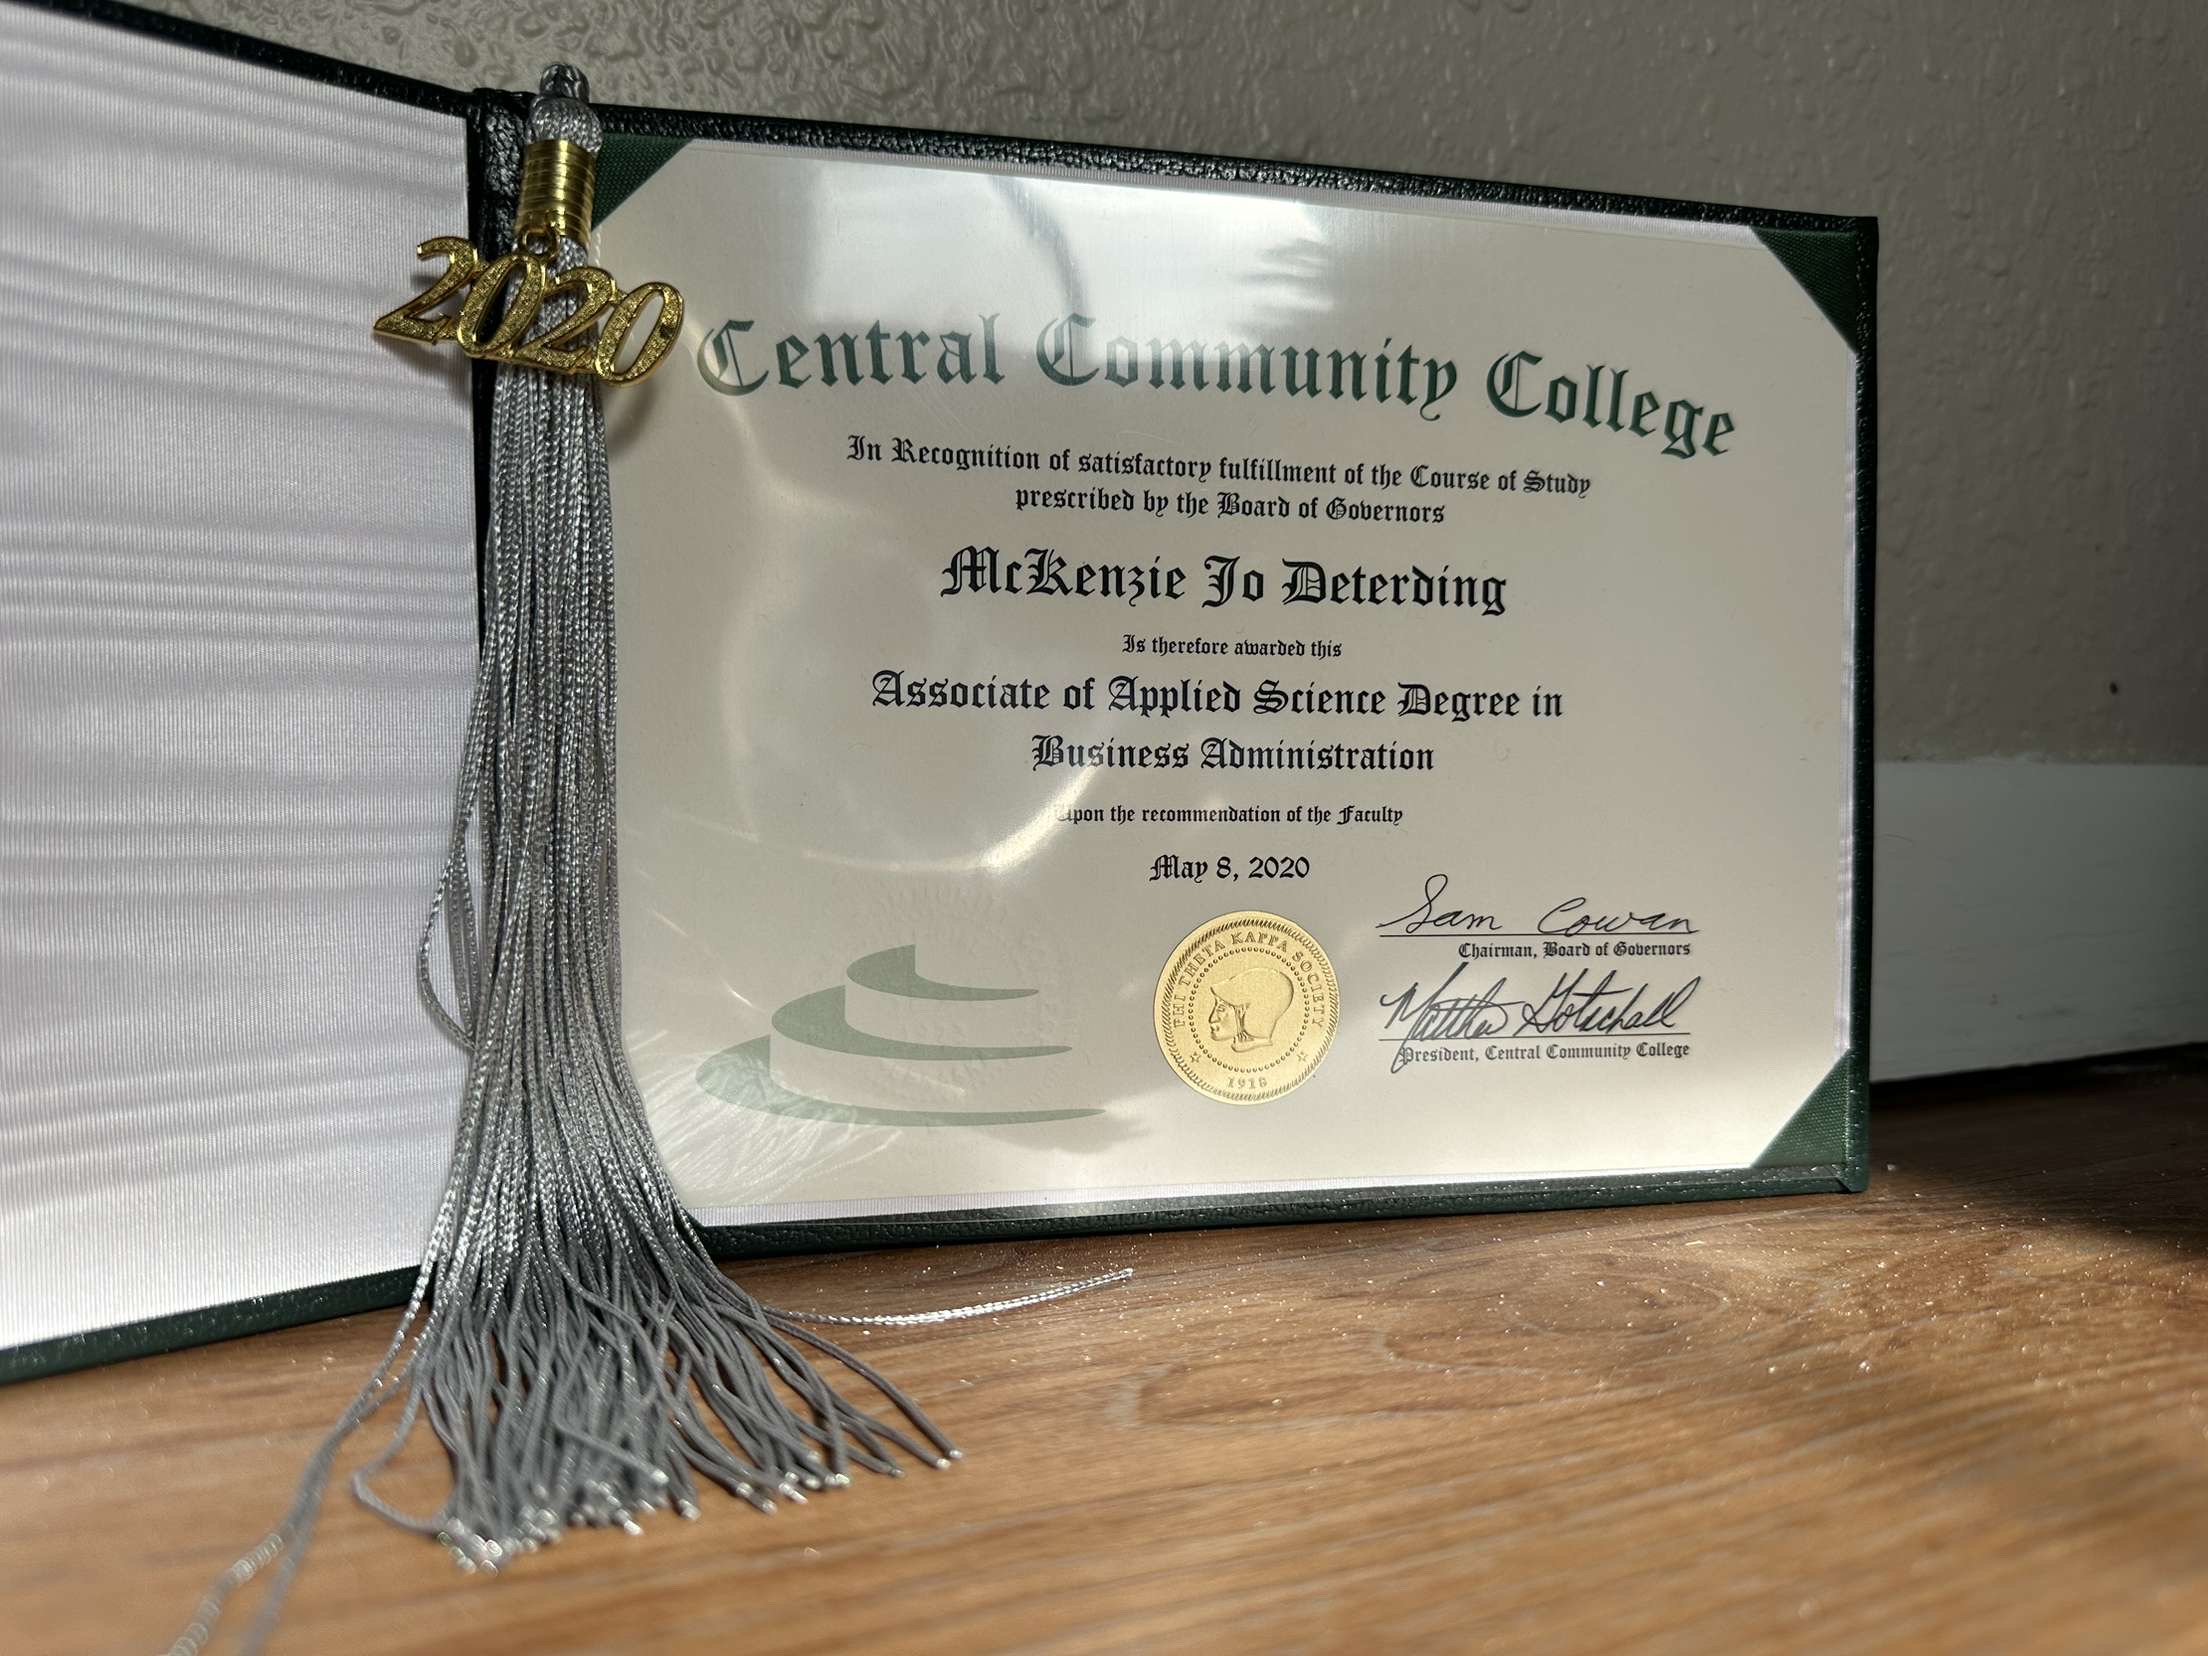 2020
Central Community College
In Recognition of satisfactory fulfillment of the Course of Study
prescribed by the Board of Governors
McKenzie Jo Deterding
Is therefore awarded this
Associate of Applied Science Degree in
Business Administration
Upon the recommendation of the Faculty
May 8, 2020
Sam Cowan
Chairman, Board of Governors
PHI THETA KAPPA SOCIETY
1918
Matthew Gotschall
President, Central Community College